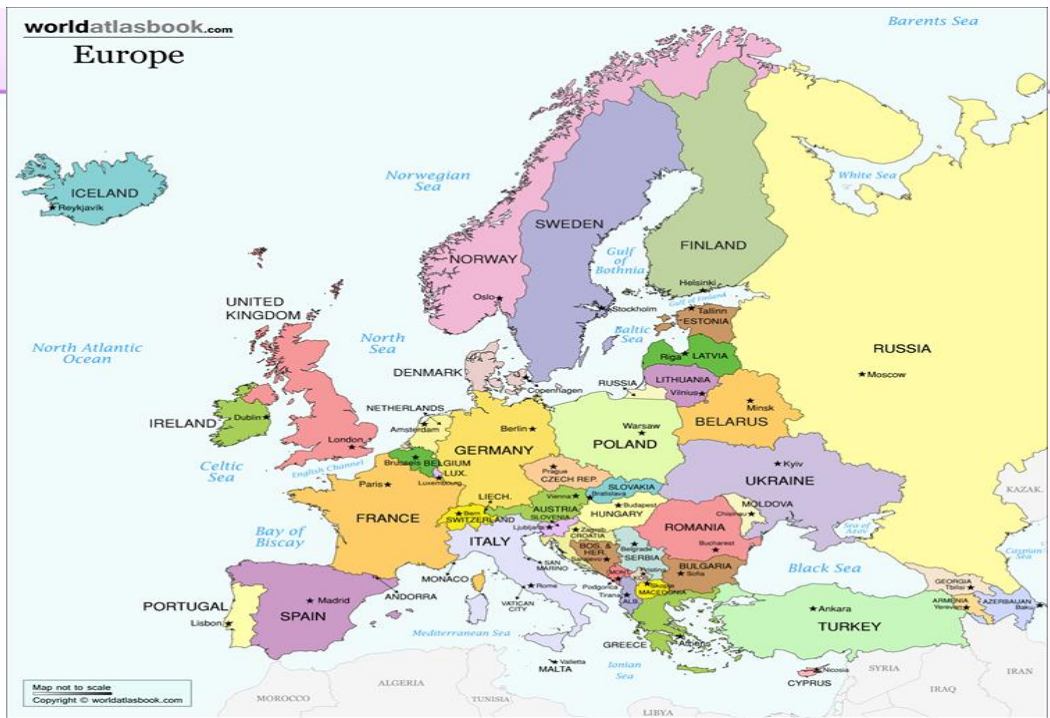 worldatlasbook.com
Europe
Barents Sea
ICELAND
Reykjavík
Norwegian
Sea
White Sea
SWEDEN
FINLAND
NORWAY
Gulf
of
Bothnia
Helsinki
Oslo
Gulf of Finland
UNITED
KINGDOM
Stockholm
Tallinn
ESTONIA
North Atlantic
Ocean
North
Sea
Baltic
Sea
RUSSIA
Riga
LATVIA
DENMARK
Copenhagen
RUSSIA
LITHUANIA
Vilnius
Moscow
NETHERLANDS
Amsterdam
Minsk
BELARUS
IRELAND
Dublin
London
Berlin
Warsaw
POLAND
GERMANY
Celtic
Sea
English Channel
Brussels
BELGIUM
LUX.
Luxembourg
Prague
CZECH REP.
Kyiv
UKRAINE
Paris
SLOVAKIA
Vienna
Bratislava
LIECH.
AUSTRIA
Budapest
HUNGARY
MOLDOVA
Chisinau
KAZAK.
FRANCE
Bern
SWITZERLAND
SLOVENIA
Ljubljana
Zagreb
CROATIA
ROMANIA
Bay of
Biscay
ITALY
BOS. &
HER.
Sarajevo
Belgrade
SERBIA
Bucharest
Sea of
Azov
Caspian
Sea
SAN
MARINO
MONACO
ANDORRA
MONT.
Podgorica
Pristina
KOS.
Sofia
BULGARIA
Black Sea
GEORGIA
Tbilisi
PORTUGAL
Lisbon
Madrid
SPAIN
Rome
VATICAN
CITY
Tirana
ALB.
Skopje
MACEDONIA
ARMENIA
Yerevan
AZERBAIJAN
Baku
Ankara
TURKEY
Mediterranean Sea
GREECE
Athens
Ionian
Sea
Valletta
MALTA
Nicosia
CYPRUS
SYRIA
IRAN
IRAQ
Map not to scale
Copyright © worldatlasbook.com
MOROCCO
ALGERIA
TUNISIA
LIBYA